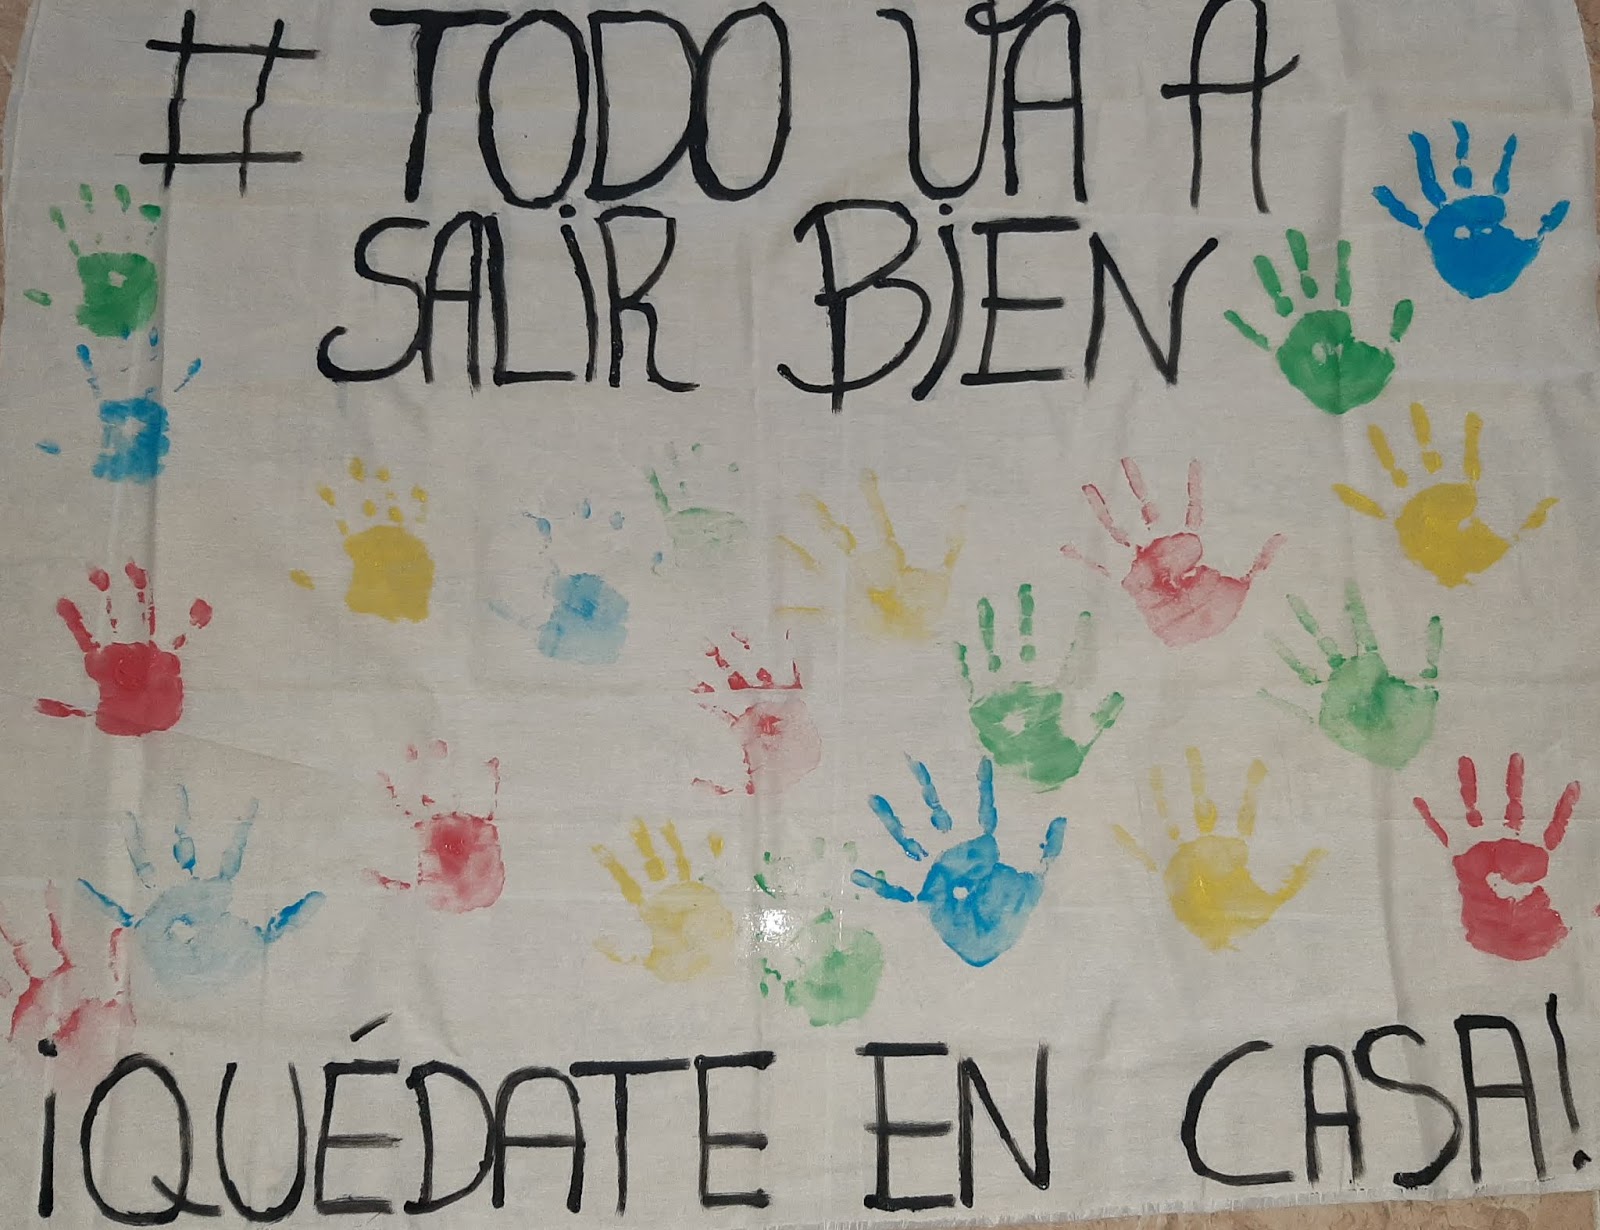 # TODO VA A
SALiR BiEN
¡QUÉDATE EN CASA!